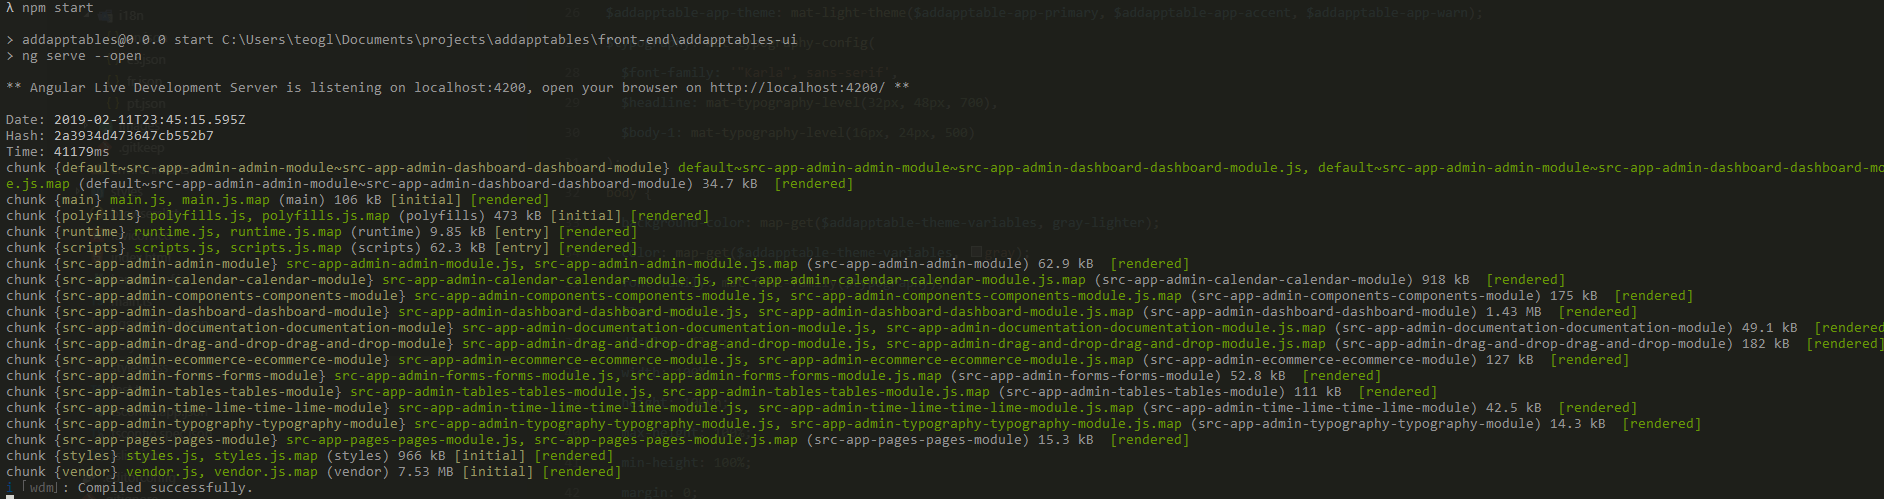 λ npm start
> addapptables@0.0.0 start C:\Users\teogl\Documents\projects\addapptables\front-end\addapptables-ui
> ng serve --open
** Angular Live Development Server is listening on localhost:4200, open your browser on http://localhost:4200/ **
Date: 2019-02-11T23:45:15.595Z
Hash: 2a3934d473647cb552b7
Time: 41179ms
chunk {default~src-app-admin-admin-module~src-app-admin-dashboard-dashboard-module} default~src-app-admin-admin-module~src-app-admin-dashboard-dashboard-module.js, default~src-app-admin-admin-module~src-app-admin-dashboard-dashboard-modul
e.js.map (default~src-app-admin-admin-module~src-app-admin-dashboard-dashboard-module) 34.7 kB  [rendered]
chunk {main} main.js, main.js.map (main) 106 kB [initial] [rendered]
chunk {polyfills} polyfills.js, polyfills.js.map (polyfills) 473 kB [initial] [rendered]
chunk {runtime} runtime.js, runtime.js.map (runtime) 9.85 kB [entry] [rendered]
chunk {scripts} scripts.js, scripts.js.map (scripts) 62.3 kB [entry] [rendered]
chunk {src-app-admin-admin-module} src-app-admin-admin-module.js, src-app-admin-admin-module.js.map (src-app-admin-admin-module) 62.9 kB  [rendered]
chunk {src-app-admin-calendar-calendar-module} src-app-admin-calendar-calendar-module.js, src-app-admin-calendar-calendar-module.js.map (src-app-admin-calendar-calendar-module) 918 kB  [rendered]
chunk {src-app-admin-components-components-module} src-app-admin-components-components-module.js, src-app-admin-components-components-module.js.map (src-app-admin-components-components-module) 175 kB  [rendered]
chunk {src-app-admin-dashboard-dashboard-module} src-app-admin-dashboard-dashboard-module.js, src-app-admin-dashboard-dashboard-module.js.map (src-app-admin-dashboard-dashboard-module) 1.43 MB  [rendered]
chunk {src-app-admin-documentation-documentation-module} src-app-admin-documentation-documentation-module.js, src-app-admin-documentation-documentation-module.js.map (src-app-admin-documentation-documentation-module) 49.1 kB  [rendered
chunk {src-app-admin-drag-and-drop-drag-and-drop-module} src-app-admin-drag-and-drop-drag-and-drop-module.js, src-app-admin-drag-and-drop-drag-and-drop-module.js.map (src-app-admin-drag-and-drop-drag-and-drop-module) 182 kB  [rendered]
chunk {src-app-admin-ecommerce-ecommerce-module} src-app-admin-ecommerce-ecommerce-module.js, src-app-admin-ecommerce-ecommerce-module.js.map (src-app-admin-ecommerce-ecommerce-module) 127 kB  [rendered]
chunk {src-app-admin-forms-forms-module} src-app-admin-forms-forms-module.js, src-app-admin-forms-forms-module.js.map (src-app-admin-forms-forms-module) 52.8 kB  [rendered]
chunk {src-app-admin-tables-tables-module} src-app-admin-tables-tables-module.js, src-app-admin-tables-tables-module.js.map (src-app-admin-tables-tables-module) 111 kB  [rendered]
chunk {src-app-admin-time-lime-time-lime-module} src-app-admin-time-lime-time-lime-module.js, src-app-admin-time-lime-time-lime-module.js.map (src-app-admin-time-lime-time-lime-module) 42.5 kB  [rendered]
chunk {src-app-admin-typography-typography-module} src-app-admin-typography-typography-module.js, src-app-admin-typography-typography-module.js.map (src-app-admin-typography-typography-module) 14.3 kB  [rendered]
chunk {src-app-pages-pages-module} src-app-pages-pages-module.js, src-app-pages-pages-module.js.map (src-app-pages-pages-module) 15.3 kB  [rendered]
chunk {styles} styles.js, styles.js.map (styles) 966 kB [initial] [rendered]
chunk {vendor} vendor.js, vendor.js.map (vendor) 7.53 MB [initial] [rendered]
i ｢wdm｣: Compiled successfully.